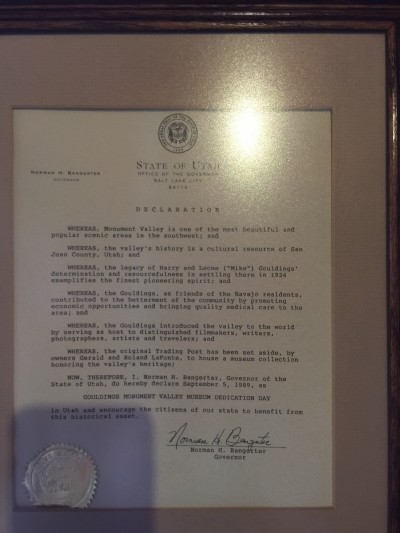 NORMAN H. BANGERTER
GOVERNOR
STATE OF UTAH
OFFICE OF THE GOVERNOR
SALT LAKE CITY
84114
DECLARATION
WHEREAS, Monument Valley is one of the most beautiful and
popular scenic areas in the southwest; and
WHEREAS, the valley's history is a cultural resource of San
Juan County, Utah; and
WHEREAS, the legacy of Harry and Leone ("Mike") Gouldings'
determination and resourcefulness in settling there in 1924
exemplifies the finest pioneering spirit; and
WHEREAS, the Gouldings, as friends of the Navajo residents,
contributed to the betterment of the community by promoting
economic opportunities and bringing quality medical care to the
area; and
WHEREAS, the Gouldings introduced the valley to the world
by serving as host to distinguished filmmakers, writers,
photographers, artists and travelers; and
WHEREAS, the original Trading Post has been set aside, by
owners Gerald and Roland LaFonte, to house a museum collection
honoring the valley's heritage;
NOW, THEREFORE, I, Norman H. Bangerter, Governor of the
State of Utah, do hereby declare September 5, 1989, as
GOULDINGS MONUMENT VALLEY MUSEUM DEDICATION DAY
in Utah and encourage the citizens of our state to benefit from
this historical asset.
Norman H. Bangerter
Norman H. Bangerter
Governor